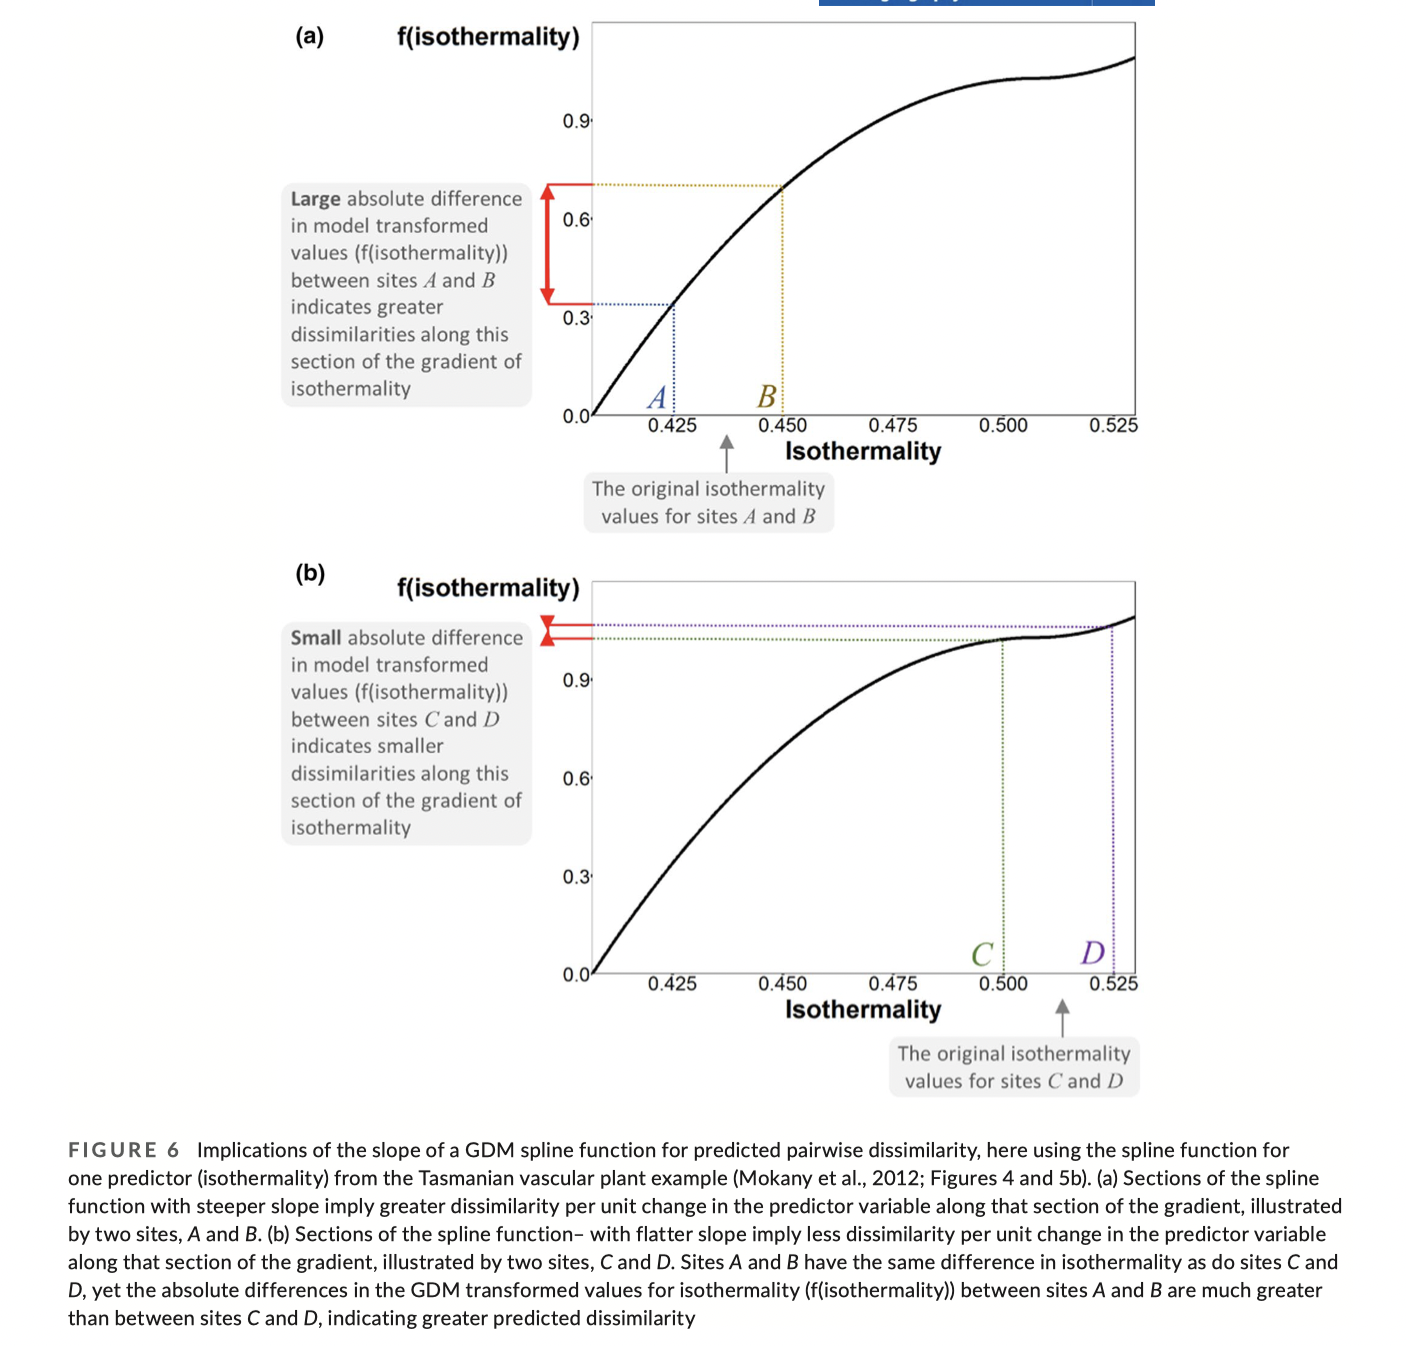 (a)
f(isothermality)
0.9
0.6
0.3
0.0
Large absolute difference
in model transformed
values (f(isothermality))
between sites A and B
indicates greater
dissimilarities along this
section of the gradient of
isothermality
A
B
0.425 0.450 0.475 0.500 0.525
Isothermality
The original isothermality
values for sites A and B
(b)
f(isothermality)
0.9
0.6
0.3
0.0
Small absolute difference
in model transformed
values (f(isothermality))
between sites C and D
indicates smaller
dissimilarities along this
section of the gradient of
isothermality
C
D
0.425 0.450 0.475 0.500 0.525
Isothermality
The original isothermality
values for sites C and D
FIGURE 6 Implications of the slope of a GDM spline function for predicted pairwise dissimilarity, here using the spline function for
one predictor (isothermality) from the Tasmanian vascular plant example (Mokany et al., 2012; Figures 4 and 5b). (a) Sections of the spline
function with steeper slope imply greater dissimilarity per unit change in the predictor variable along that section of the gradient, illustrated
by two sites, A and B. (b) Sections of the spline function– with flatter slope imply less dissimilarity per unit change in the predictor variable
along that section of the gradient, illustrated by two sites, C and D. Sites A and B have the same difference in isothermality as do sites C and
D, yet the absolute differences in the GDM transformed values for isothermality (f(isothermality)) between sites A and B are much greater
than between sites C and D, indicating greater predicted dissimilarity